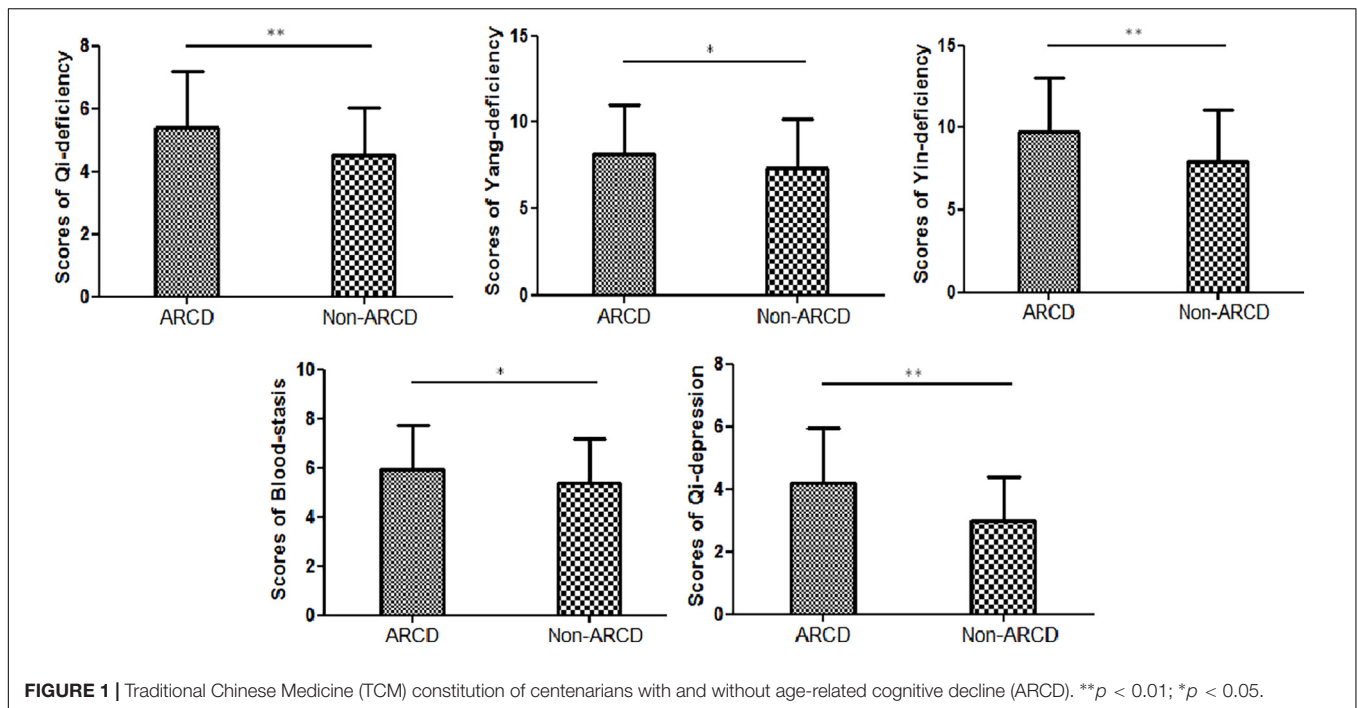 **
8
6
4
2
0
Scores of Qi-deficiency
ARCD Non-ARCD
*
15
10
5
0
Scores of Yang-deficiency
ARCD Non-ARCD
**
15
10
5
0
Scores of Yin-deficiency
ARCD Non-ARCD
*
10
8
6
4
2
0
Scores of Blood-stasis
ARCD Non-ARCD
**
8
6
4
2
0
Scores of Qi-depression
ARCD Non-ARCD
FIGURE 1 | Traditional Chinese Medicine (TCM) constitution of centenarians with and without age-related cognitive decline (ARCD). **p < 0.01; *p < 0.05.